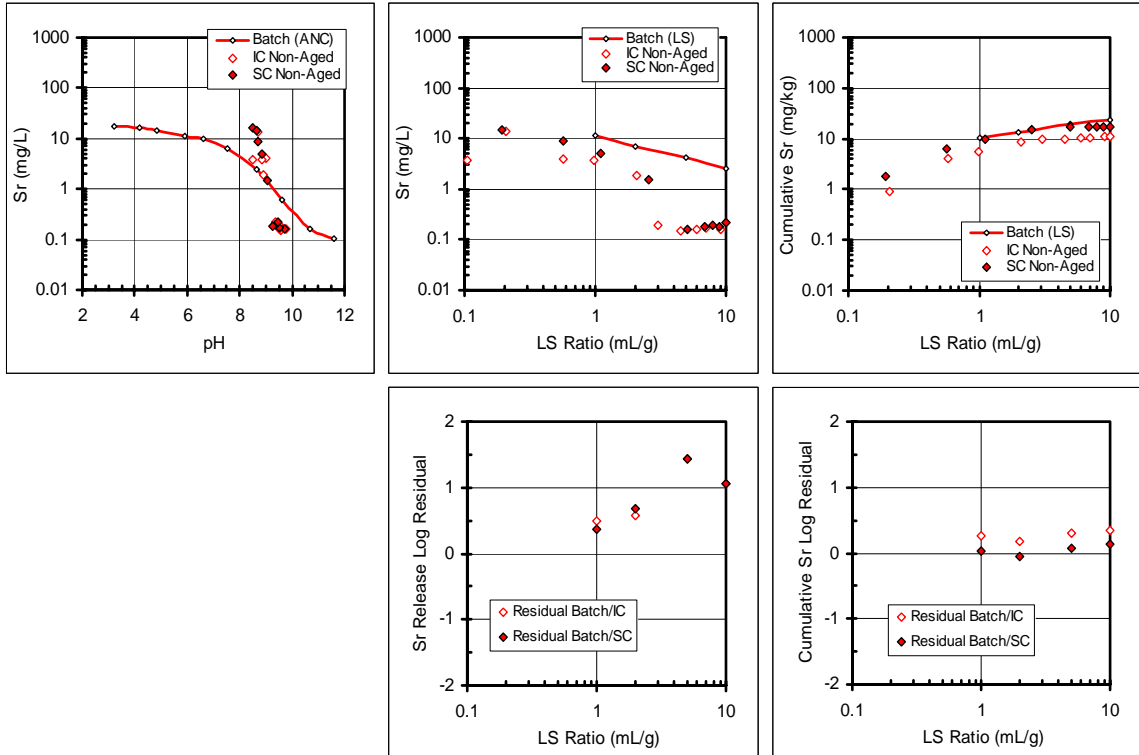 1000
100
10
1
0.1
0.01
Sr (mg/L)
Batch (ANC)
IC Non-Aged
SC Non-Aged
2 4 6 8 10 12
pH
1000
100
10
1
0.1
0.01
Sr (mg/L)
Batch (LS)
IC Non-Aged
SC Non-Aged
0.1 1 10
LS Ratio (mL/g)
1000
100
10
1
0.1
0.01
Cumulative Sr (mg/kg)
Batch (LS)
IC Non-Aged
SC Non-Aged
0.1 1 10
LS Ratio (mL/g)
2
1
0
-1
-2
Sr Release Log Residual
Residual Batch/IC
Residual Batch/SC
0.1 1 10
LS Ratio (mL/g)
2
1
0
-1
-2
Cumulative Sr Log Residual
Residual Batch/IC
Residual Batch/SC
0.1 1 10
LS Ratio (mL/g)